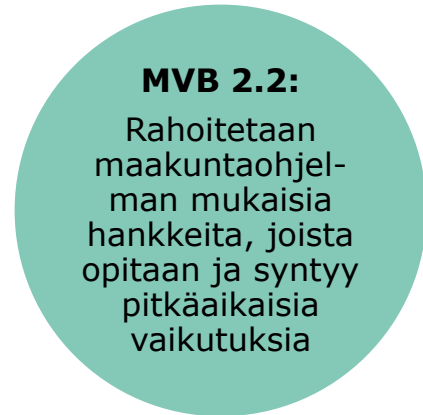 MVB 2.2:
Rahoitetaan
maakuntaohjel-
man mukaisia
hankkeita, joista
opitaan ja syntyy
pitkäaikaisia
vaikutuksia